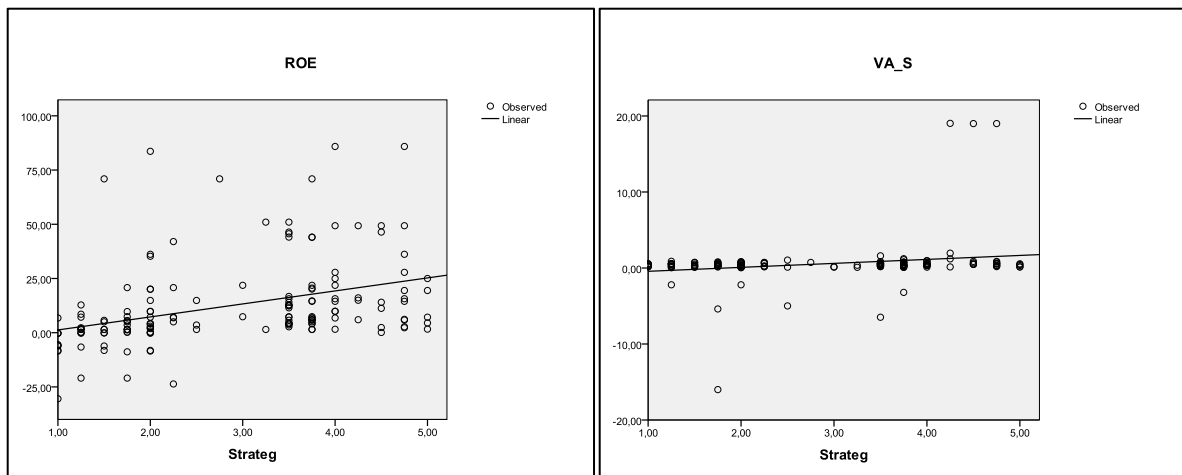 ROE
100,00
75,00
50,00
25,00
0,00
-25,00
1,00 2,00 3,00 4,00 5,00
Strateg
Observed
Linear
VA_S
20,00
10,00
0,00
-10,00
-20,00
1,00 2,00 3,00 4,00 5,00
Strateg
Observed
Linear